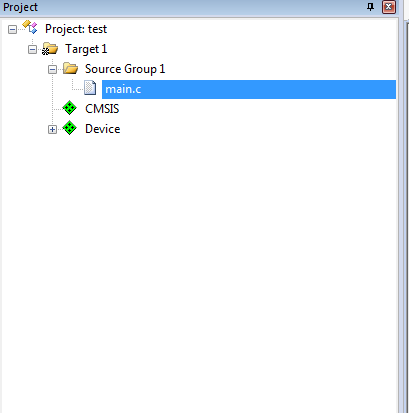 Project
Project: test
Target 1
Source Group 1
main.c
CMSIS
Device